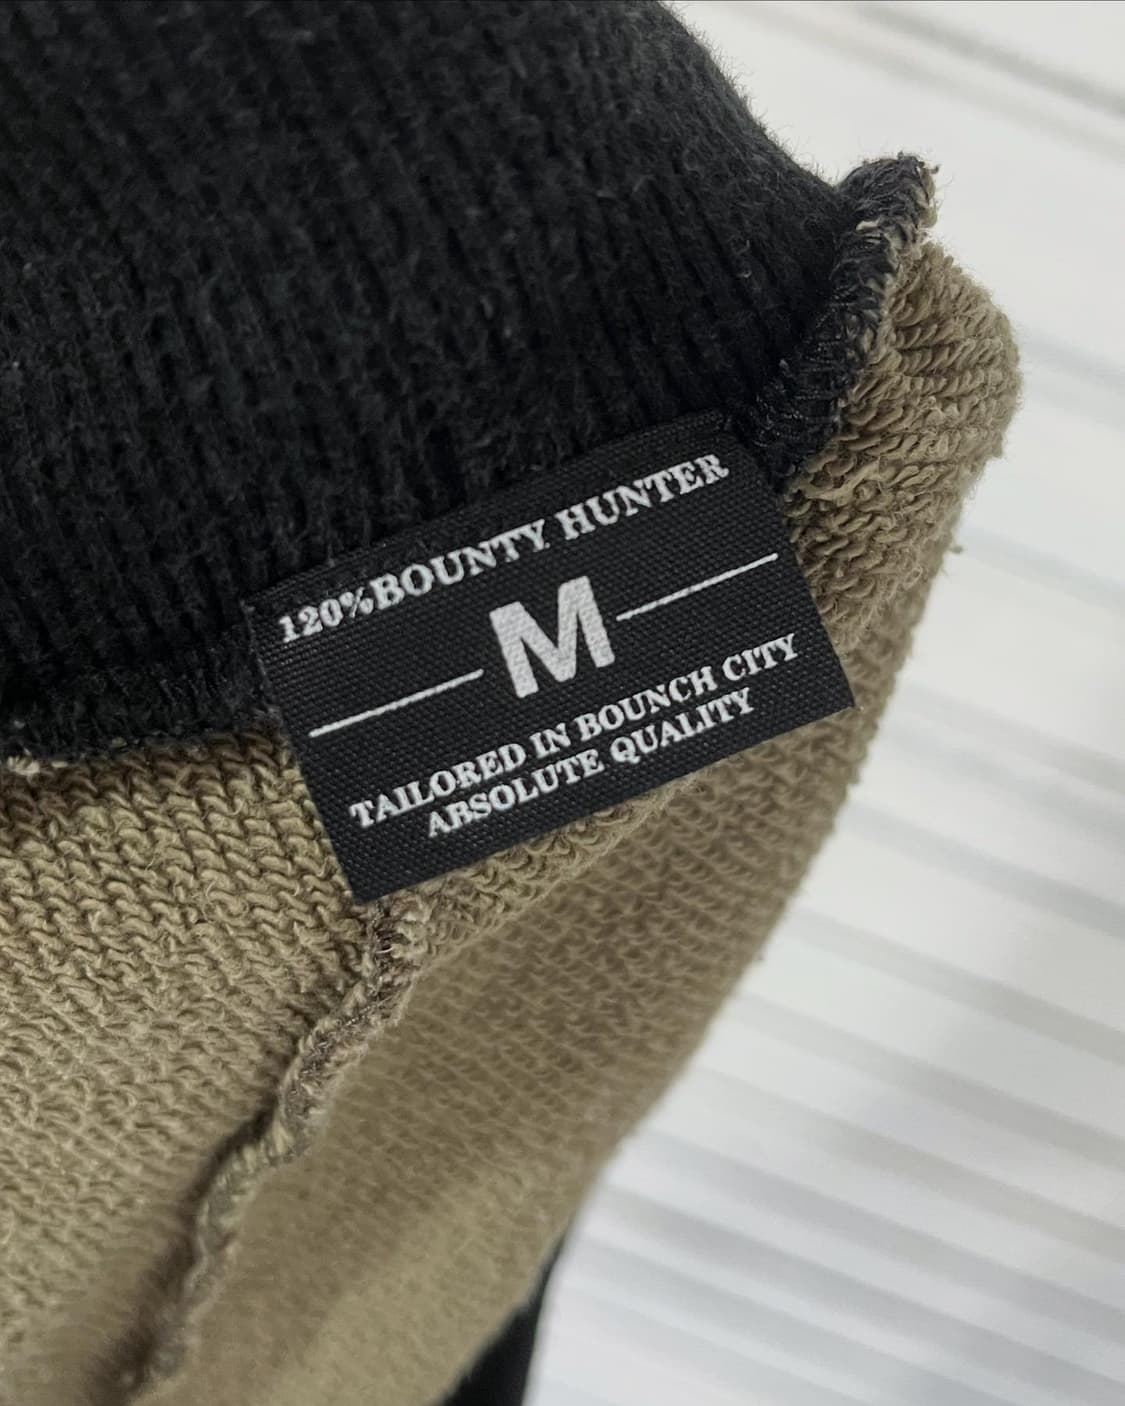 120%BOUNTY HUNTER
M
TAILORED IN BOUNCH CITY
ABSOLUTE QUALITY